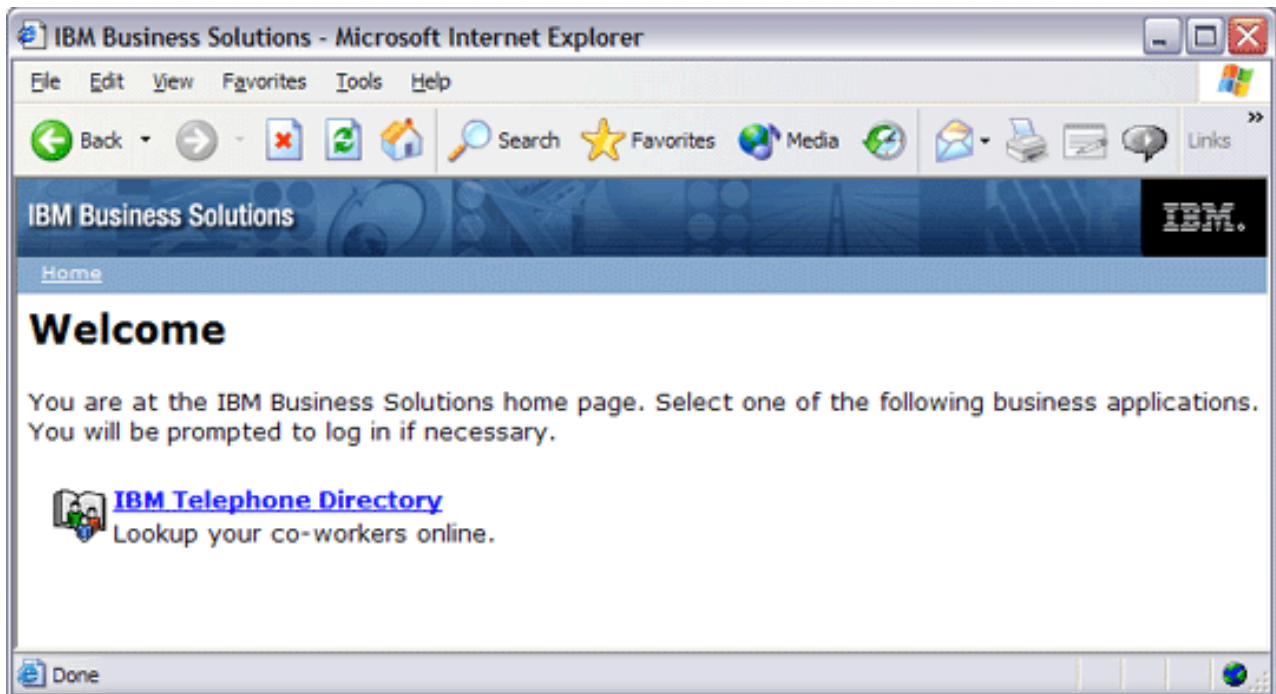 IBM Business Solutions - Microsoft Internet Explorer
File Edit View Favorites Tools Help
Back Search Favorites Media Links »
IBM Business Solutions IBM.
Home
Welcome
You are at the IBM Business Solutions home page. Select one of the following business applications.
You will be prompted to log in if necessary.
IBM Telephone Directory
Lookup your co-workers online.
Done